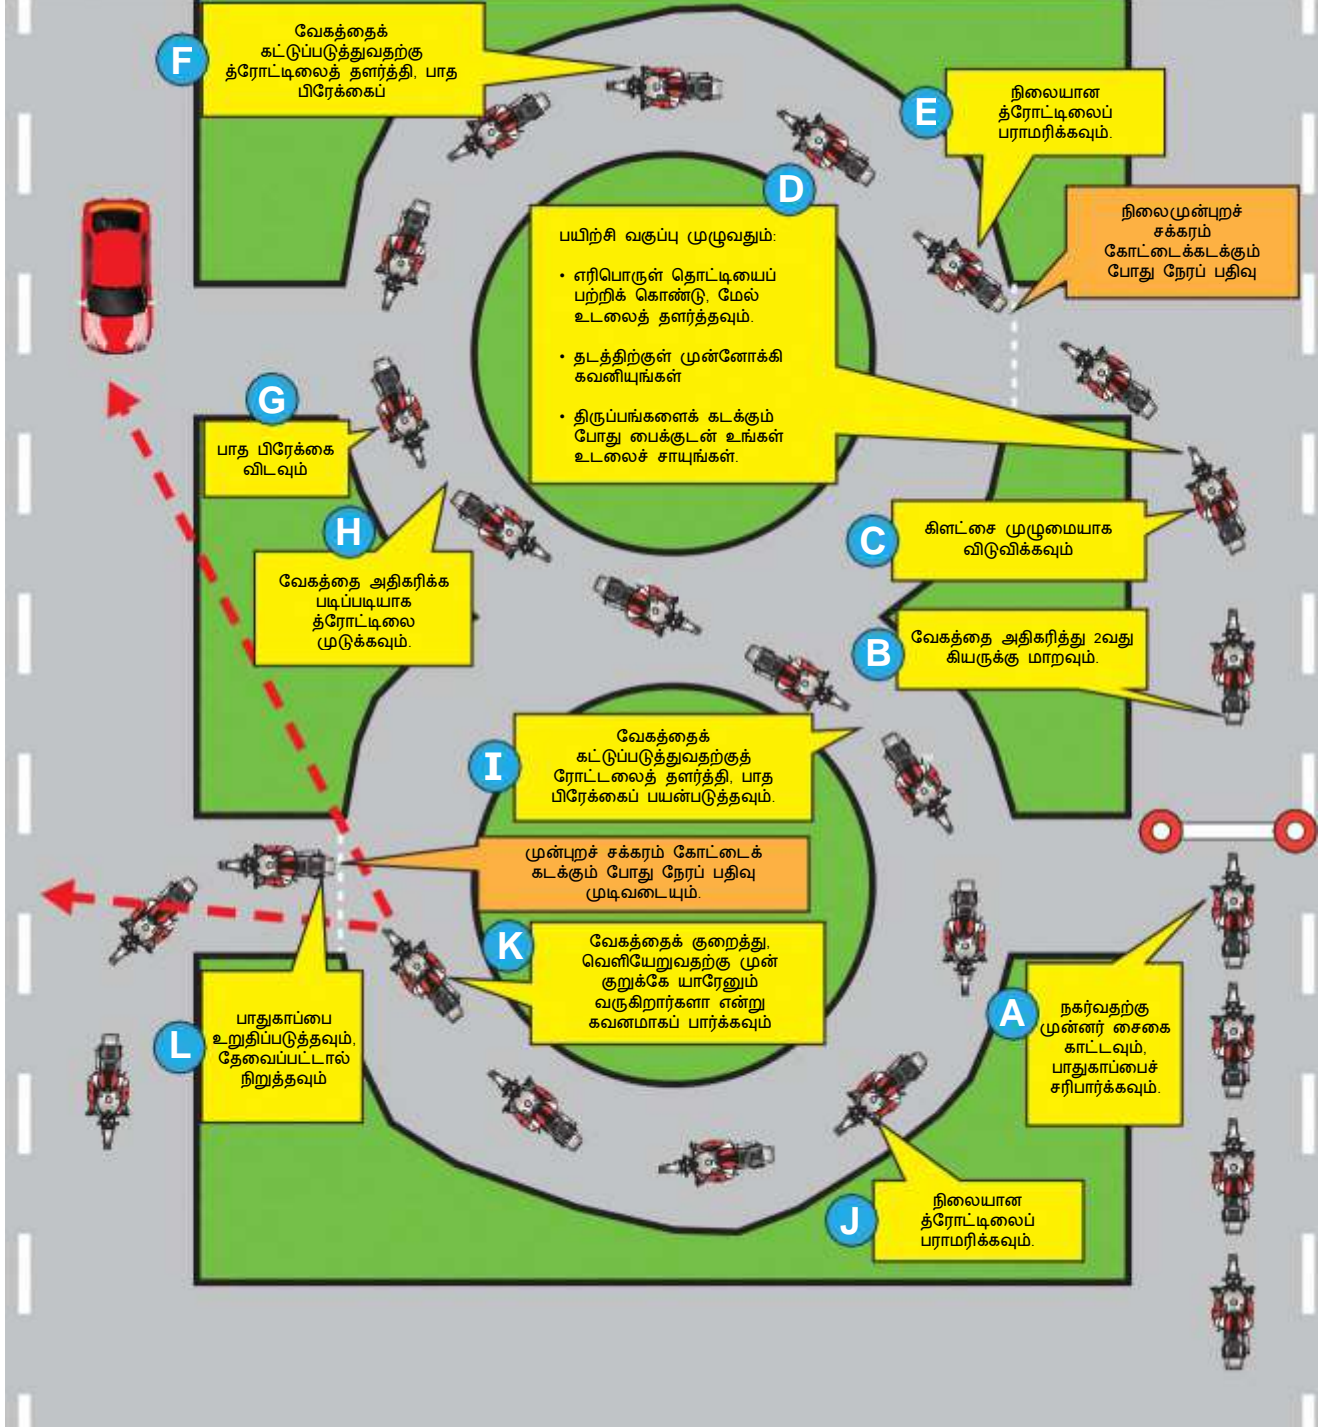 F
வேகத்தைக்
கட்டுப்படுத்துவதற்கு
த்ரோட்டிலைத் தளர்த்தி, பாத
பிரேக்கைப்
E
நிலையான
த்ரோட்டிலைப்
பராமரிக்கவும்.
நிலைமுன்புறச்
சக்கரம்
கோட்டைக்கடக்கும்
போது நேரப் பதிவு
D
பயிற்சி வகுப்பு முழுவதும்:
• எரிபொருள் தொட்டியைப்
பற்றிக் கொண்டு, மேல்
உடலைத் தளர்த்தவும்.
• தடத்திற்குள் முன்னோக்கி
கவனியுங்கள்
• திருப்பங்களைக் கடக்கும்
போது பைக்குடன் உங்கள்
உடலைச் சாயுங்கள்.
G
பாத பிரேக்கை
விடவும்
H
வேகத்தை அதிகரிக்க
படிப்படியாக
த்ரோட்டிலை
முடுக்கவும்.
C
கிளட்சை முழுமையாக
விடுவிக்கவும்
B
வேகத்தை அதிகரித்து 2வது
கியருக்கு மாறவும்.
I
வேகத்தைக்
கட்டுப்படுத்துவதற்குத்
ரோட்டலைத் தளர்த்தி, பாத
பிரேக்கைப் பயன்படுத்தவும்.
முன்புறச் சக்கரம் கோட்டைக்
கடக்கும் போது நேரப் பதிவு
முடிவடையும்.
K
வேகத்தைக் குறைத்து,
வெளியேறுவதற்கு முன்
குறுக்கே யாரேனும்
வருகிறார்களா என்று
கவனமாகப் பார்க்கவும்
A
நகர்வதற்கு
முன்னர் சைகை
காட்டவும்,
பாதுகாப்பைச்
சரிபார்க்கவும்.
L
பாதுகாப்பை
உறுதிப்படுத்தவும்,
தேவைப்பட்டால்
நிறுத்தவும்
J
நிலையான
த்ரோட்டிலைப்
பராமரிக்கவும்.